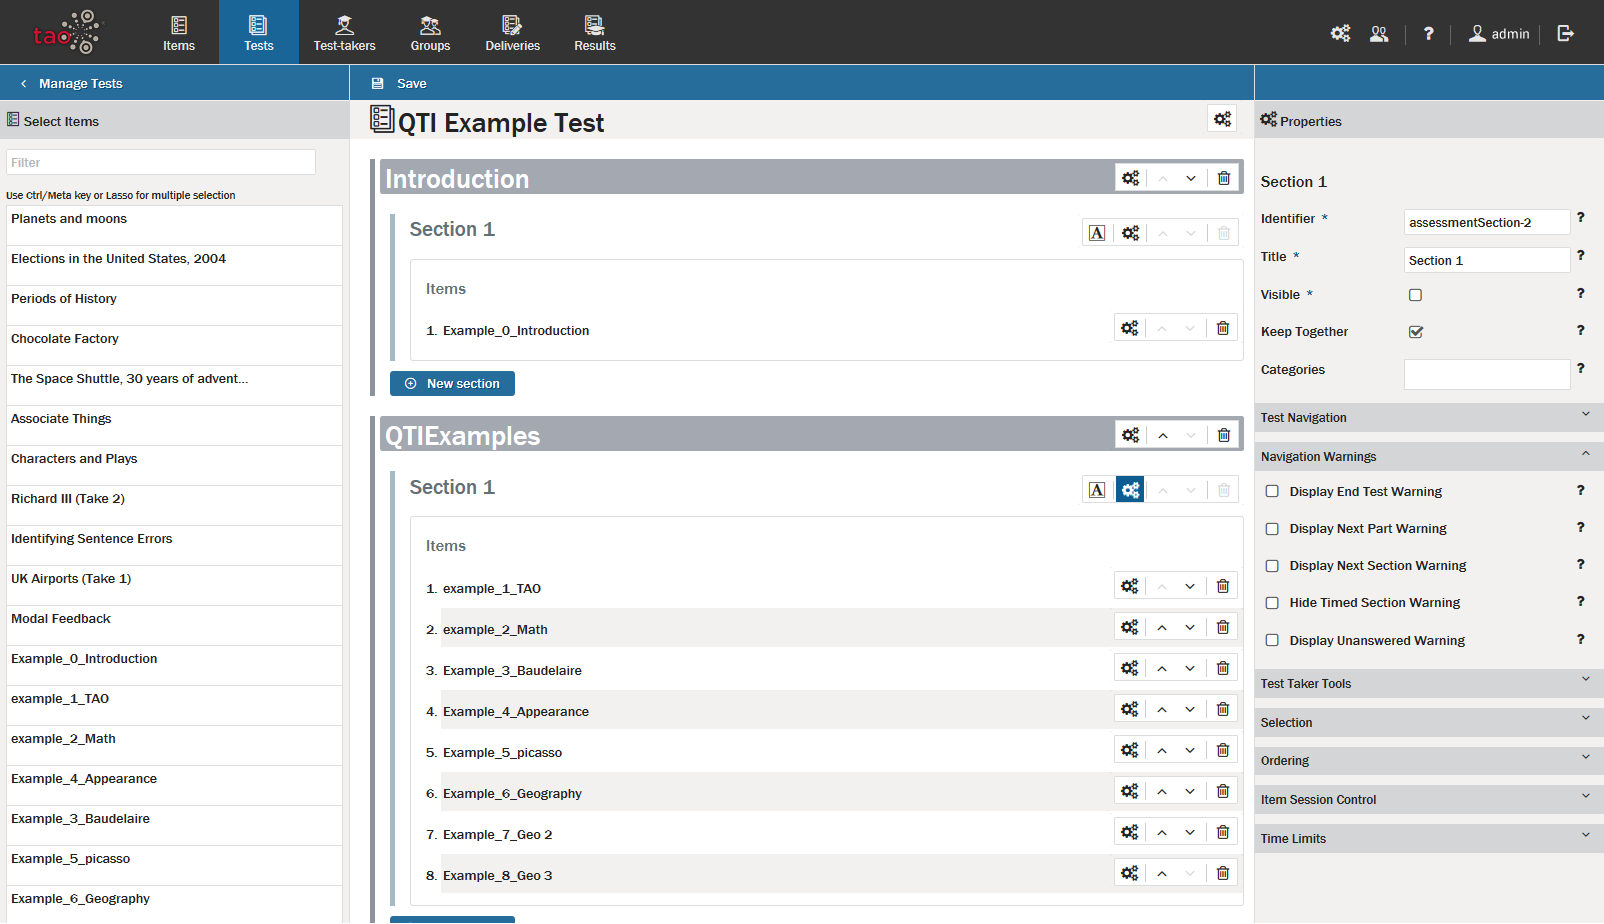 tao
Items
Tests
Test-takers
Groups
Deliveries
Results
?
admin
Manage Tests
Save
Select Items
Filter
Use Ctrl/Meta key or Lasso for multiple selection
Planets and moons
Elections in the United States, 2004
Periods of History
Chocolate Factory
The Space Shuttle, 30 years of advent...
Associate Things
Characters and Plays
Richard III (Take 2)
Identifying Sentence Errors
UK Airports (Take 1)
Modal Feedback
Example_0_Introduction
example_1_TAO
example_2_Math
Example_4_Appearance
Example_3_Baudelaire
Example_5_picasso
Example_6_Geography
QTI Example Test
Introduction
Section 1
A
Items
1. Example_0_Introduction
New section
QTIExamples
Section 1
A
Items
1. example_1_TAO
2. example_2_Math
3. Example_3_Baudelaire
4. Example_4_Appearance
5. Example_5_picasso
6. Example_6_Geography
7. Example_7_Geo 2
8. Example_8_Geo 3
Properties
Section 1
Identifier * assessmentSection-2 ?
Title * Section 1 ?
Visible * ?
Keep Together ?
Categories ?
Test Navigation
Navigation Warnings
Display End Test Warning ?
Display Next Part Warning ?
Display Next Section Warning ?
Hide Timed Section Warning ?
Display Unanswered Warning ?
Test Taker Tools
Selection
Ordering
Item Session Control
Time Limits